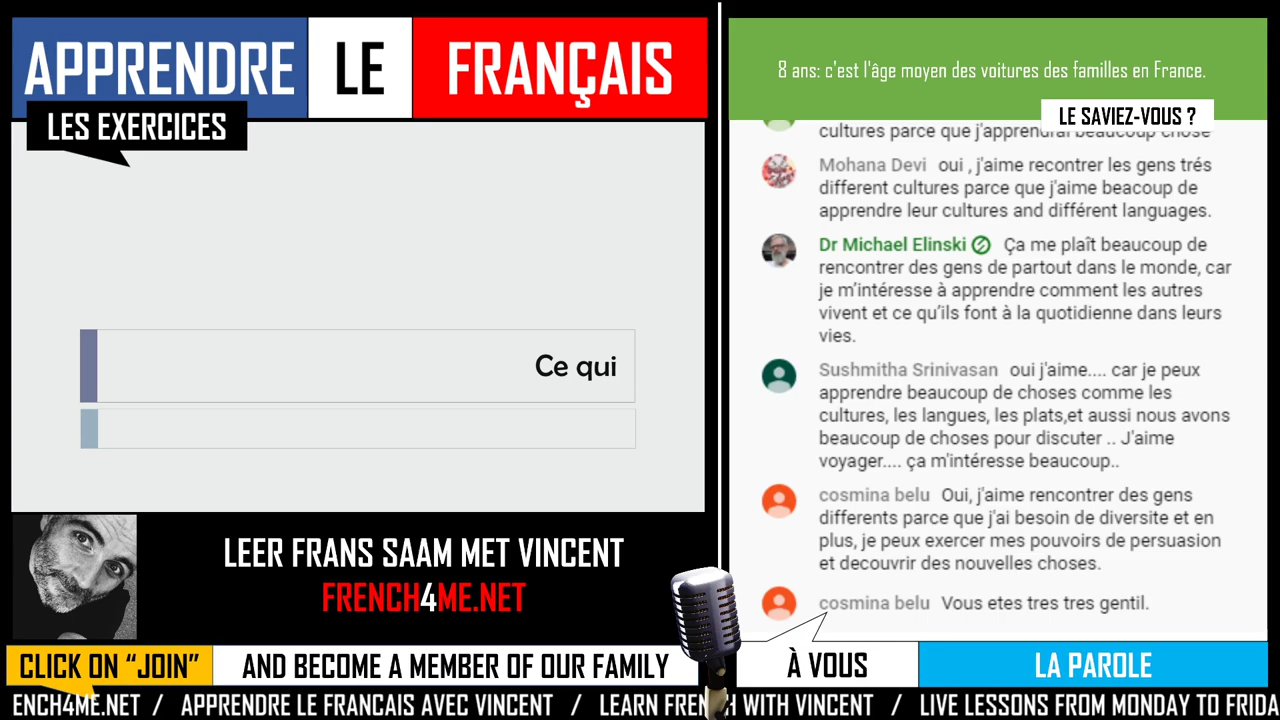 APPRENDRE LE FRANÇAIS
LES EXERCICES
Ce qui
LEER FRANS SAAM MET VINCENT
FRENCH4ME.NET
CLICK ON “JOIN” AND BECOME A MEMBER OF OUR FAMILY
8 ans: c'est l'âge moyen des voitures des familles en France.
LE SAVIEZ-VOUS ?
cultures parce que j'apprendrai beaucoup chose
Mohana Devi oui , j'aime recontrer les gens trés
different cultures parce que j'aime beacoup de
apprendre leur cultures and différent languages.
Dr Michael Elinski Ça me plaît beaucoup de
rencontrer des gens de partout dans le monde, car
je m’intéresse à apprendre comment les autres
vivent et ce qu’ils font à la quotidienne dans leurs
vies.
Sushmitha Srinivasan oui j'aime.... car je peux
apprendre beaucoup de choses comme les
cultures, les langues, les plats,et aussi nous avons
beaucoup de choses pour discuter .. J'aime
voyager.... ça m'intéresse beaucoup..
cosmina belu Oui, j'aime rencontrer des gens
differents parce que j'ai besoin de diversite et en
plus, je peux exercer mes pouvoirs de persuasion
et decouvrir des nouvelles choses.
cosmina belu Vous etes tres tres gentil.
À VOUS LA PAROLE
ENCH4ME.NET / APPRENDRE LE FRANCAIS AVEC VINCENT / LEARN FREN H WITH VINCENT / LIVE LESSONS FROM MONDAY TO FRIDA